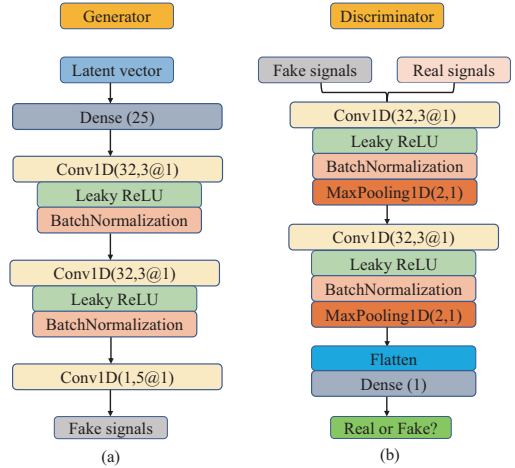 Generator
Latent vector
Dense (25)
Conv1D(32,3@1)
Leaky ReLU
BatchNormalization
Conv1D(32,3@1)
Leaky ReLU
BatchNormalization
Conv1D(1,5@1)
Fake signals
(a)
Discriminator
Fake signals
Real signals
Conv1D(32,3@1)
Leaky ReLU
BatchNormalization
MaxPooling1D(2,1)
Conv1D(32,3@1)
Leaky ReLU
BatchNormalization
MaxPooling1D(2,1)
Flatten
Dense (1)
Real or Fake?
(b)